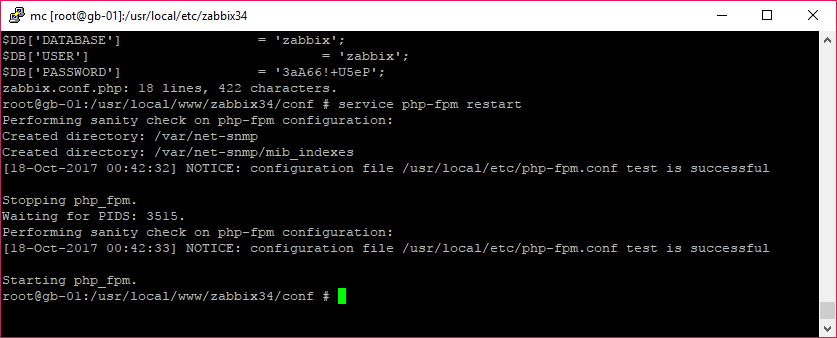 mc [root@gb-01]:/usr/local/etc/zabbix34
$DB['DATABASE'] = 'zabbix';
$DB['USER'] = 'zabbix';
$DB['PASSWORD'] = '3aA66!+U5eP';
zabbix.conf.php: 18 lines, 422 characters.
root@gb-01:/usr/local/www/zabbix34/conf # service php-fpm restart
Performing sanity check on php-fpm configuration:
Created directory: /var/net-snmp
Created directory: /var/net-snmp/mib_indexes
[18-Oct-2017 00:42:32] NOTICE: configuration file /usr/local/etc/php-fpm.conf test is successful
Stopping php_fpm.
Waiting for PIDS: 3515.
Performing sanity check on php-fpm configuration:
[18-Oct-2017 00:42:33] NOTICE: configuration file /usr/local/etc/php-fpm.conf test is successful
Starting php_fpm.
root@gb-01:/usr/local/www/zabbix34/conf #